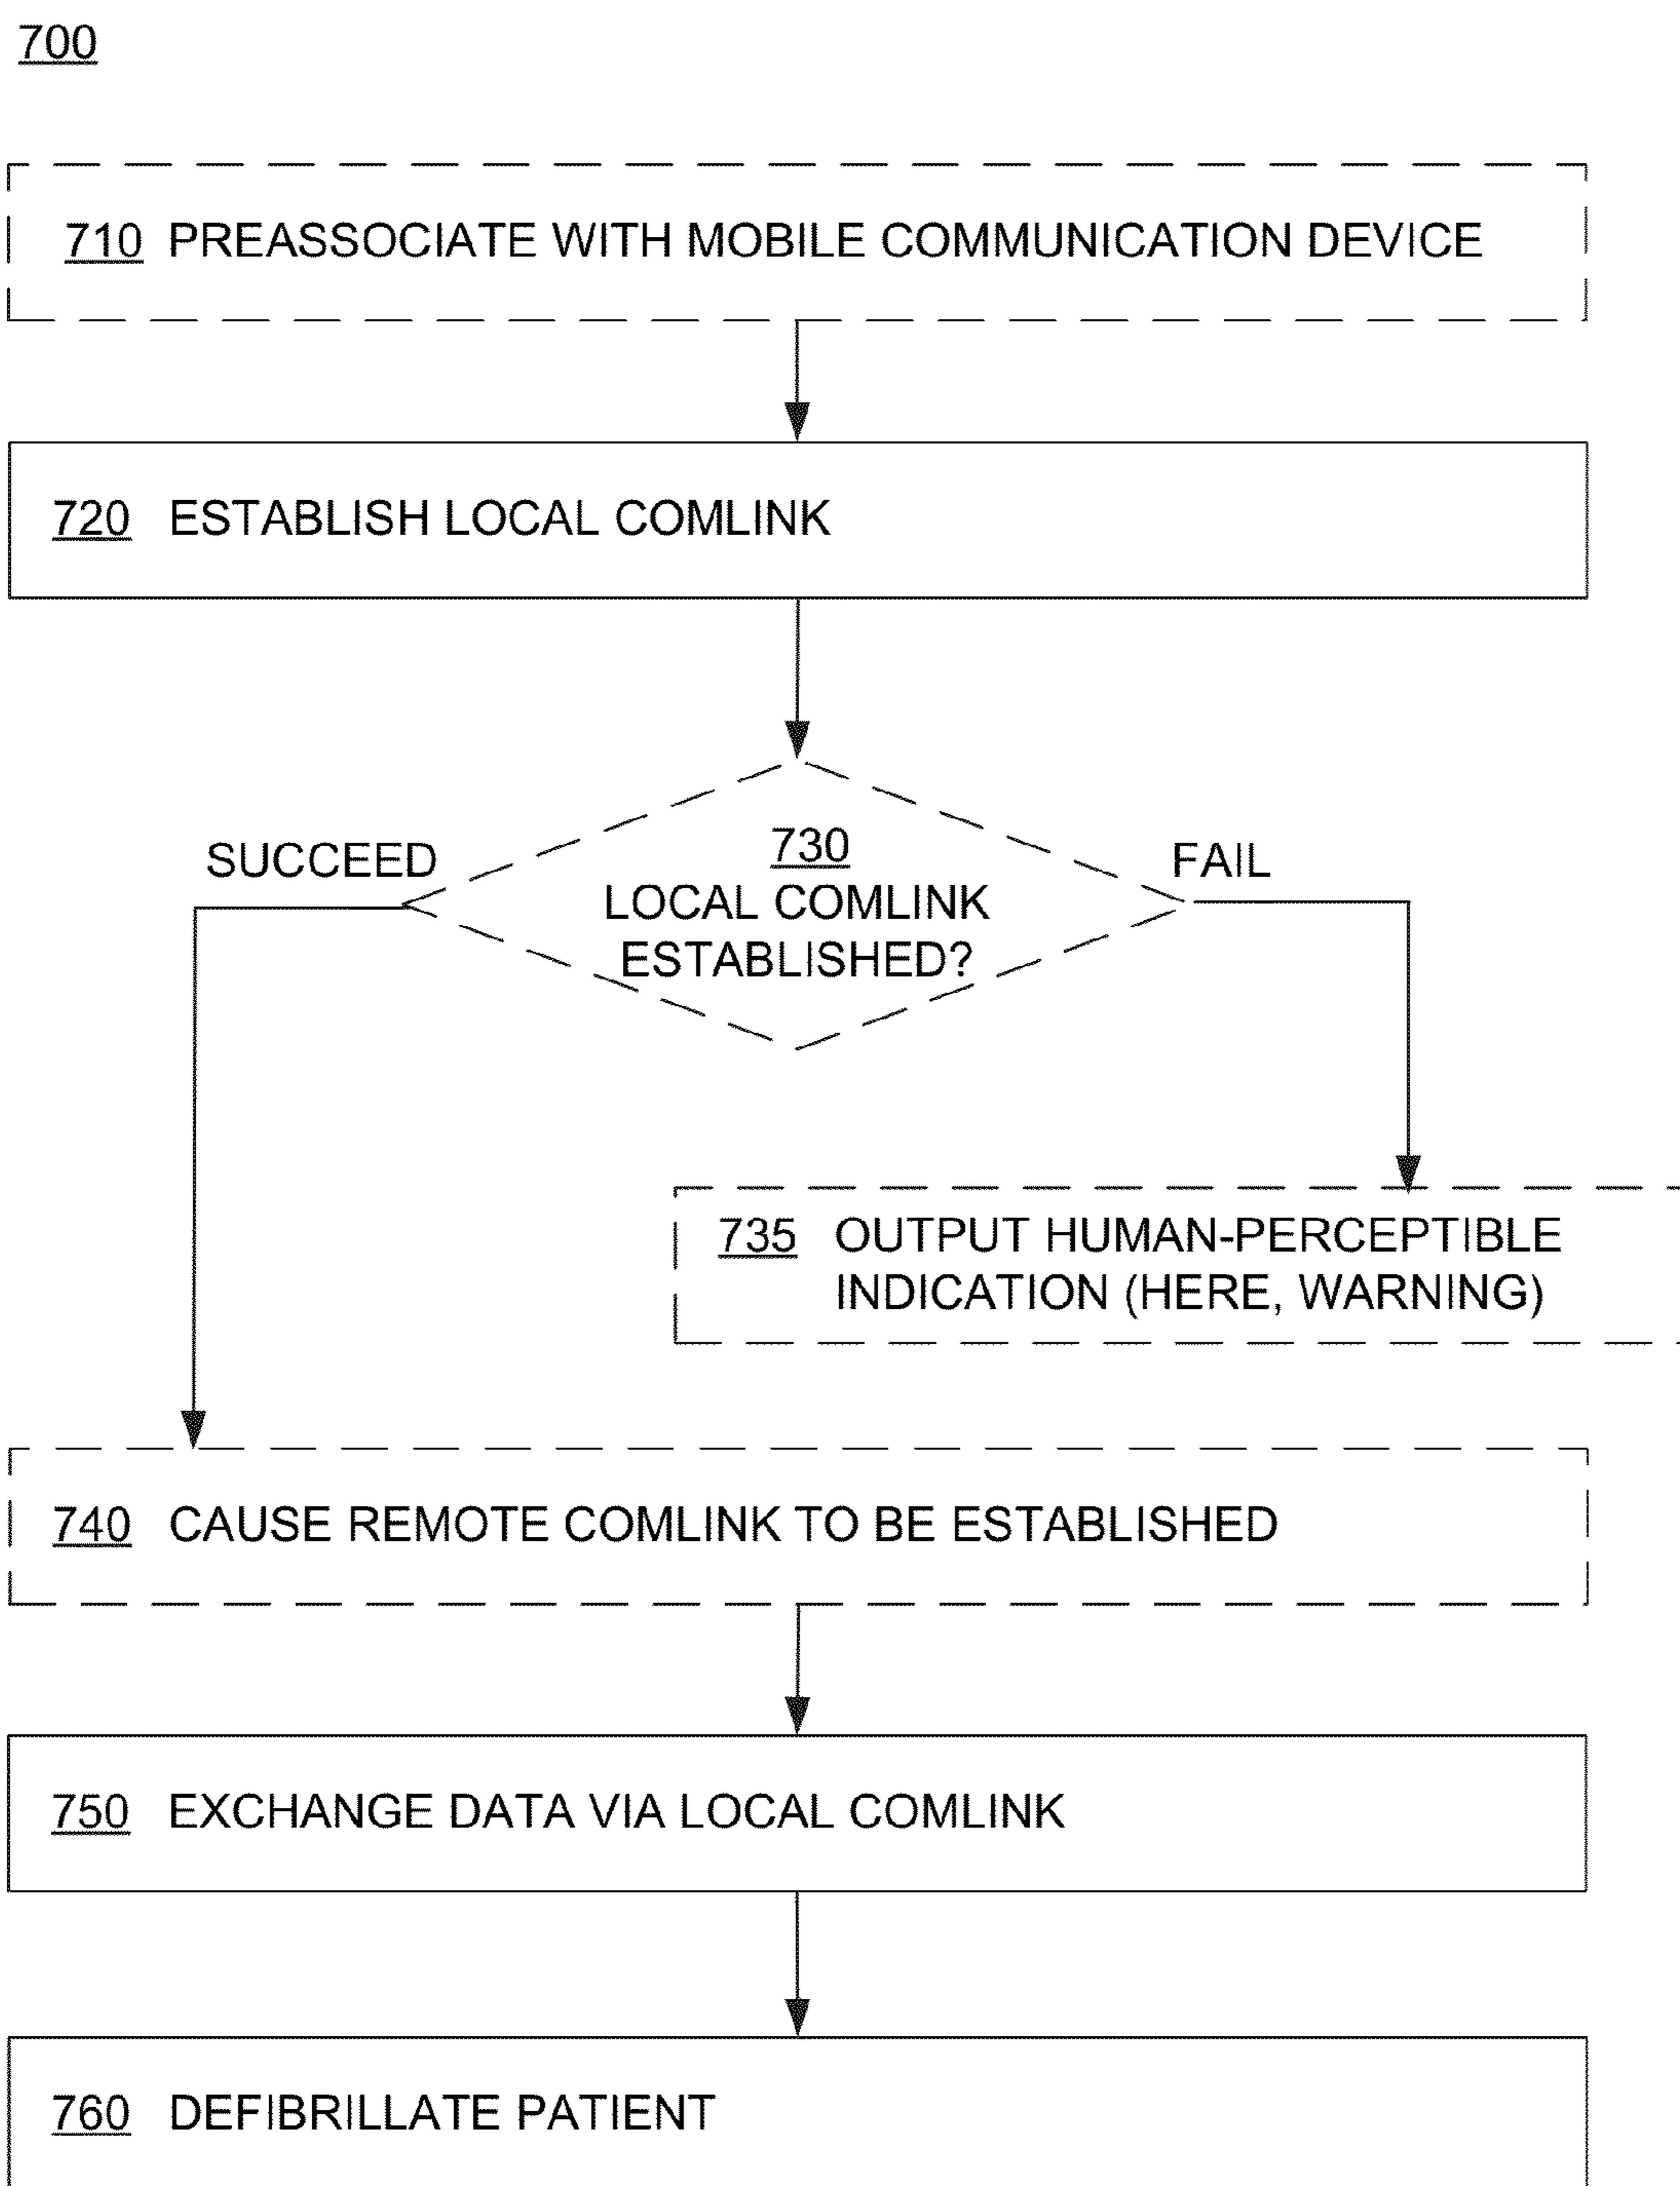 700
710 PREASSOCIATE WITH MOBILE COMMUNICATION DEVICE
720 ESTABLISH LOCAL COMLINK
730
SUCCEED
FAIL
LOCAL COMLINK
ESTABLISHED?
735 OUTPUT HUMAN-PERCEPTIBLE
INDICATION (HERE, WARNING)
740 CAUSE REMOTE COMLINK TO BE ESTABLISHED
750 EXCHANGE DATA VIA LOCAL COMLINK
760 DEFIBRILLATE PATIENT